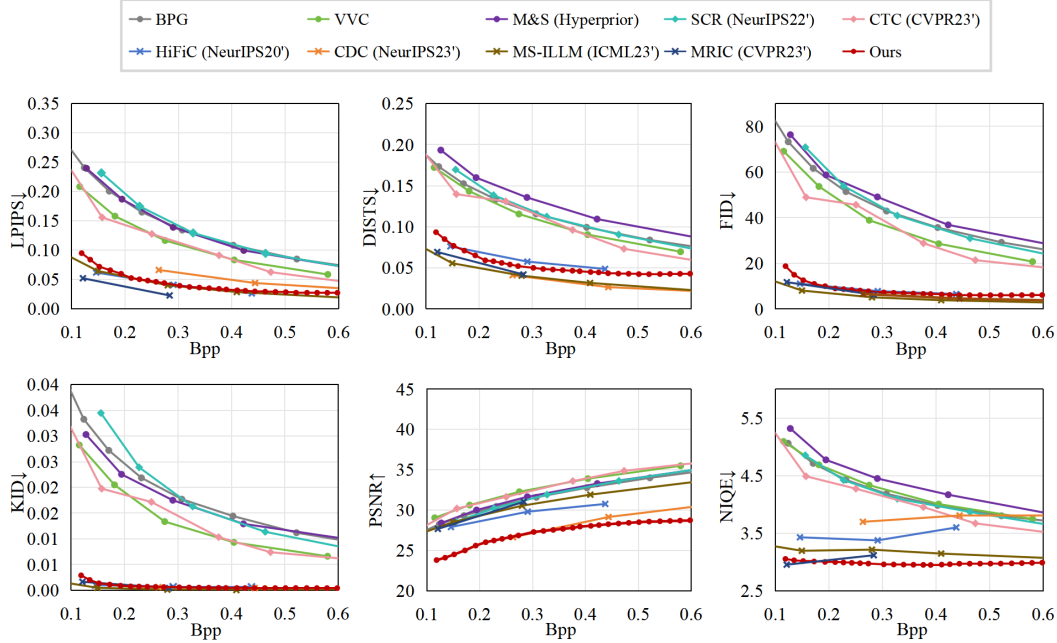 BPG VVC M&S (Hyperprior) SCR (NeurIPS22') CTC (CVPR23')
HiFiC (NeurIPS20') CDC (NeurIPS23') MS-ILLM (ICML23') MRIC (CVPR23') Ours
LPIPS↓
0.35
0.30
0.25
0.20
0.15
0.10
0.05
0.00
0.1 0.2 0.3 0.4 0.5 0.6
Bpp
DISTS↓
0.25
0.20
0.15
0.10
0.05
0.00
0.1 0.2 0.3 0.4 0.5 0.6
Bpp
FID↓
80
60
40
20
0
0.1 0.2 0.3 0.4 0.5 0.6
Bpp
KID↓
0.04
0.04
0.03
0.03
0.02
0.02
0.01
0.01
0.00
0.1 0.2 0.3 0.4 0.5 0.6
Bpp
PSNR↑
45
40
35
30
25
20
0.1 0.2 0.3 0.4 0.5 0.6
Bpp
NIQE↓
5.5
4.5
3.5
2.5
0.1 0.2 0.3 0.4 0.5 0.6
Bpp